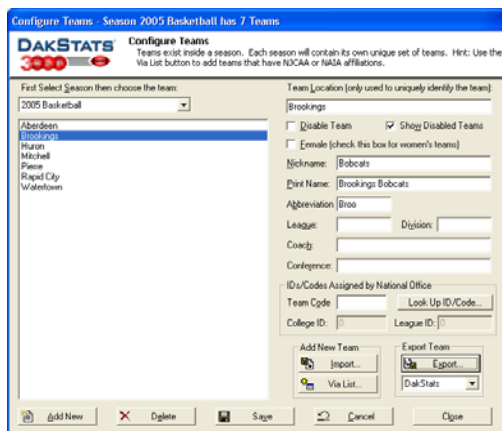 Configure Teams - Season 2005 Basketball has 7 Teams
DAKSTATS
3000
Configure Teams
Teams exist inside a season. Each season will contain its own unique set of teams. Hint: Use the
Via List button to add teams that have NJCAA or NAIA affiliations.
First Select Season then choose the team:
2005 Basketball
Aberdeen
Brookings
Huron
Mitchell
Pierre
Rapid City
Watertown
Team Location (only used to uniquely identify the team):
Brookings
Disable Team
Show Disabled Teams
Female (check this box for women's teams)
Nickname: Bobcats
Print Name: Brookings Bobcats
Abbreviation Broo
League: Division:
Coach:
Conference:
IDs/Codes Assigned by National Office
Team Code Look Up ID/Code...
College ID: 0 League ID: 0
Add New Team
Import...
Via List...
Export Team
Export...
DakStats
Add New Delete Save Cancel Close